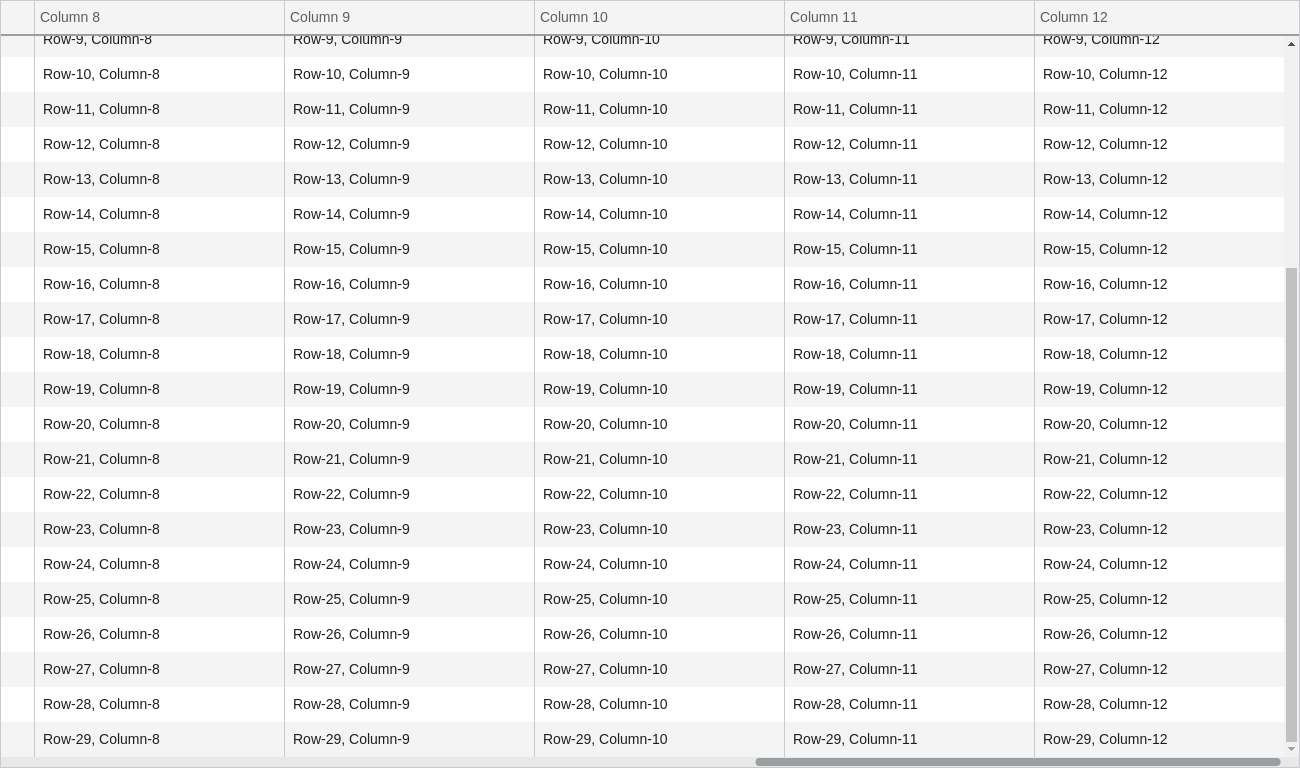 Column 8 Column 9 Column 10 Column 11 Column 12
Row-9, Column-8 Row-9, Column-9 Row-9, Column-10 Row-9, Column-11 Row-9, Column-12
Row-10, Column-8 Row-10, Column-9 Row-10, Column-10 Row-10, Column-11 Row-10, Column-12
Row-11, Column-8 Row-11, Column-9 Row-11, Column-10 Row-11, Column-11 Row-11, Column-12
Row-12, Column-8 Row-12, Column-9 Row-12, Column-10 Row-12, Column-11 Row-12, Column-12
Row-13, Column-8 Row-13, Column-9 Row-13, Column-10 Row-13, Column-11 Row-13, Column-12
Row-14, Column-8 Row-14, Column-9 Row-14, Column-10 Row-14, Column-11 Row-14, Column-12
Row-15, Column-8 Row-15, Column-9 Row-15, Column-10 Row-15, Column-11 Row-15, Column-12
Row-16, Column-8 Row-16, Column-9 Row-16, Column-10 Row-16, Column-11 Row-16, Column-12
Row-17, Column-8 Row-17, Column-9 Row-17, Column-10 Row-17, Column-11 Row-17, Column-12
Row-18, Column-8 Row-18, Column-9 Row-18, Column-10 Row-18, Column-11 Row-18, Column-12
Row-19, Column-8 Row-19, Column-9 Row-19, Column-10 Row-19, Column-11 Row-19, Column-12
Row-20, Column-8 Row-20, Column-9 Row-20, Column-10 Row-20, Column-11 Row-20, Column-12
Row-21, Column-8 Row-21, Column-9 Row-21, Column-10 Row-21, Column-11 Row-21, Column-12
Row-22, Column-8 Row-22, Column-9 Row-22, Column-10 Row-22, Column-11 Row-22, Column-12
Row-23, Column-8 Row-23, Column-9 Row-23, Column-10 Row-23, Column-11 Row-23, Column-12
Row-24, Column-8 Row-24, Column-9 Row-24, Column-10 Row-24, Column-11 Row-24, Column-12
Row-25, Column-8 Row-25, Column-9 Row-25, Column-10 Row-25, Column-11 Row-25, Column-12
Row-26, Column-8 Row-26, Column-9 Row-26, Column-10 Row-26, Column-11 Row-26, Column-12
Row-27, Column-8 Row-27, Column-9 Row-27, Column-10 Row-27, Column-11 Row-27, Column-12
Row-28, Column-8 Row-28, Column-9 Row-28, Column-10 Row-28, Column-11 Row-28, Column-12
Row-29, Column-8 Row-29, Column-9 Row-29, Column-10 Row-29, Column-11 Row-29, Column-12